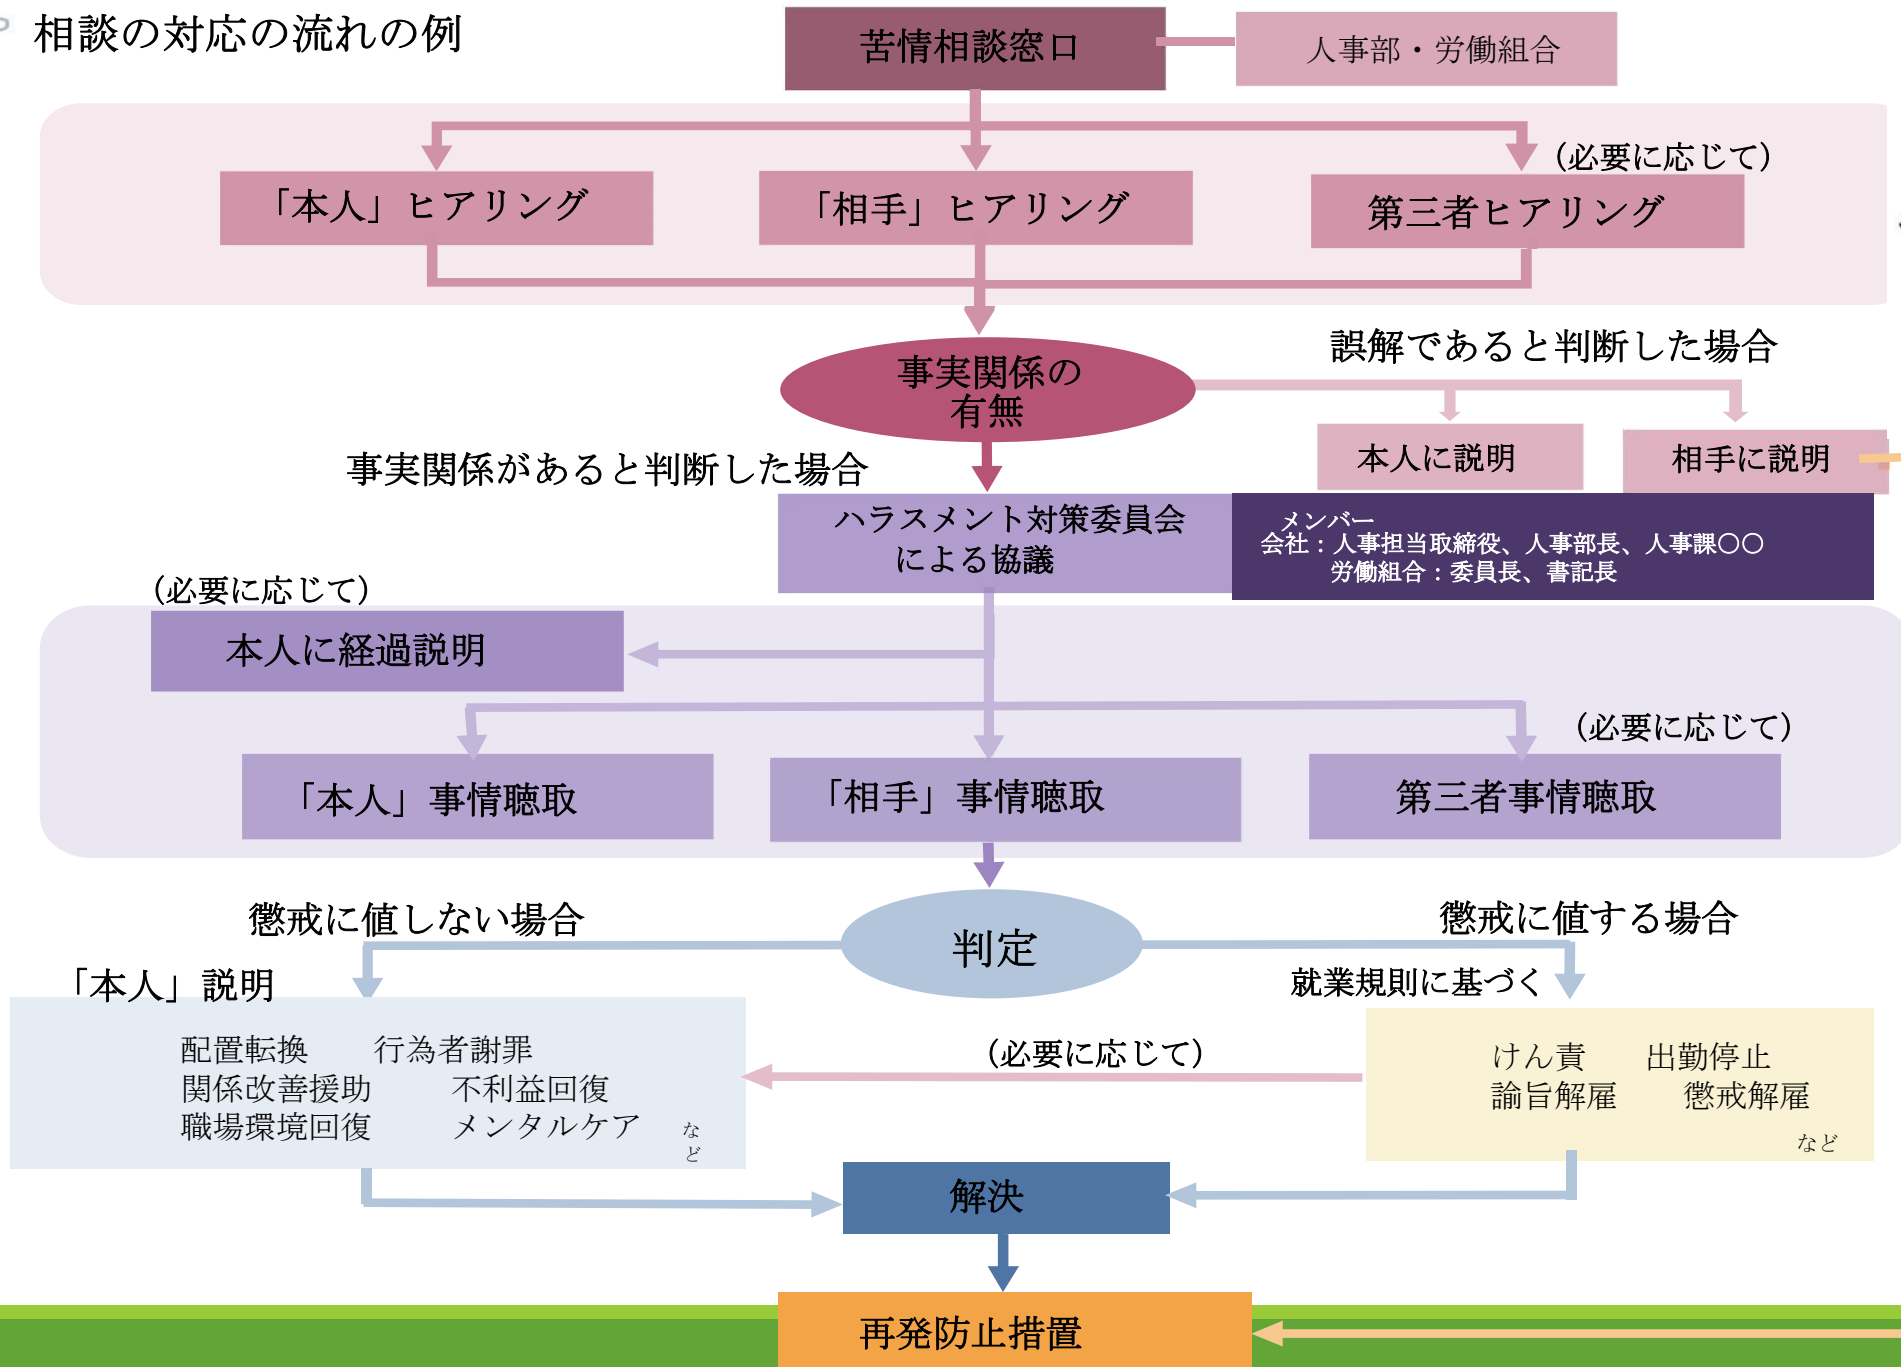 相談の対応の流れの例
苦情相談窓口
人事部・労働組合
（必要に応じて）
「本人」ヒアリング
「相手」ヒアリング
第三者ヒアリング
事実関係の
有無
誤解であると判断した場合
本人に説明
相手に説明
事実関係があると判断した場合
ハラスメント対策委員会
による協議
メンバー
会社：人事担当取締役、人事部長、人事課〇〇
労働組合：委員長、書記長
（必要に応じて）
本人に経過説明
（必要に応じて）
「本人」事情聴取
「相手」事情聴取
第三者事情聴取
判定
懲戒に値しない場合
懲戒に値する場合
「本人」説明
就業規則に基づく
配置転換　　行為者謝罪
関係改善援助　　不利益回復
職場環境回復　　メンタルケア
な
ど
（必要に応じて）
けん責　　出勤停止
諭旨解雇　　懲戒解雇
など
解決
再発防止措置